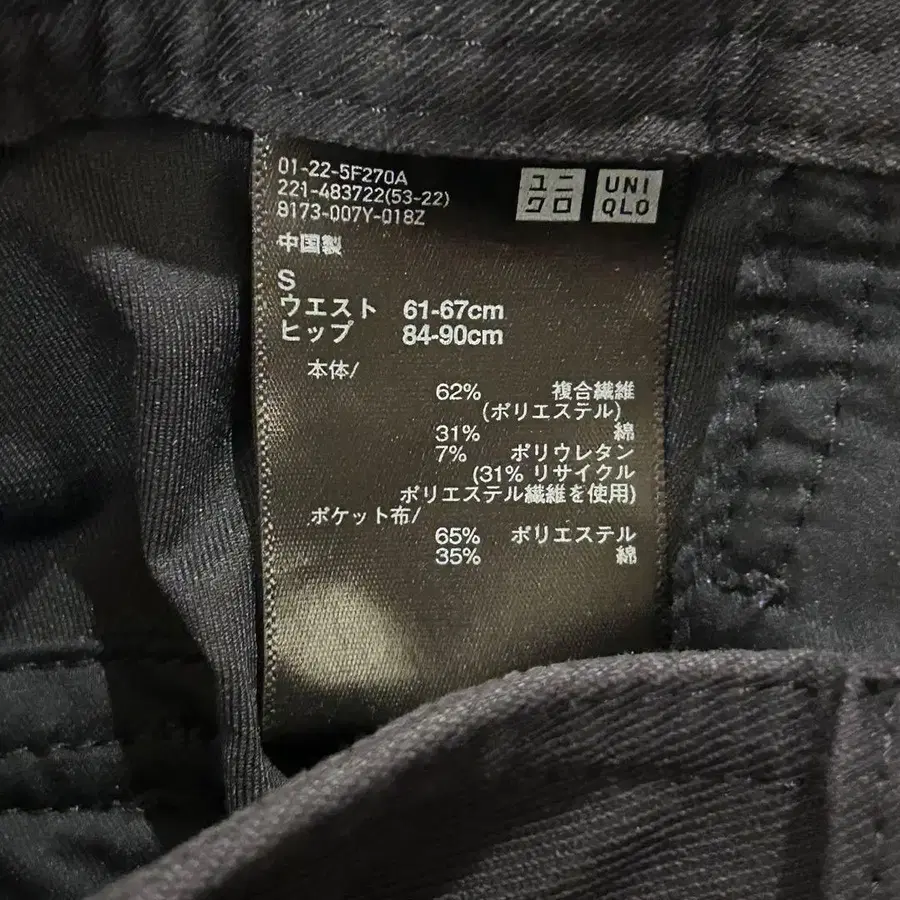 01-22-5F270A
221-483722(53-22)
8173-007Y-018Z
ユニ
クロ
UNI
QLO
中国製
S
ウエスト 61-67cm
ヒップ 84-90cm
本体/
62% 複合繊維
(ポリエステル)
31% 綿
7% ポリウレタン
(31% リサイクル
ポリエステル繊維を使用)
ポケット布/
65% ポリエステル
35% 綿